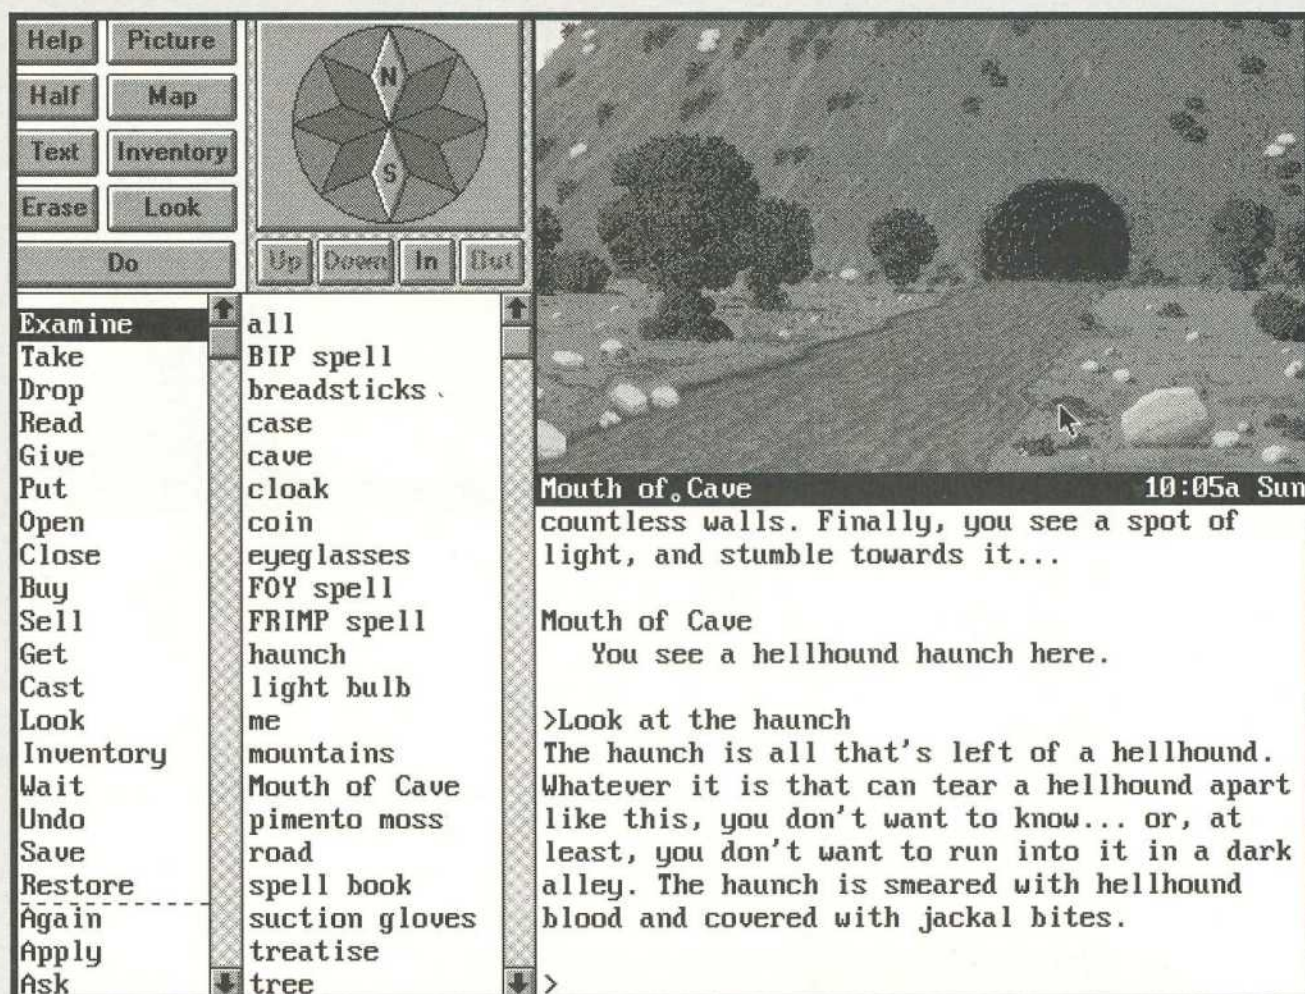 Help Picture
Half Map
Text Inventory
Erase Look
Do
N
S
Up Down In Out
Examine
Take
Drop
Read
Give
Put
Open
Close
Buy
Sell
Get
Cast
Look
Inventory
Wait
Undo
Save
Restore
Again
Apply
Ask
all
BIP spell
breadsticks
case
cave
cloak
coin
eyeglasses
FOY spell
FRIMP spell
haunch
light bulb
me
mountains
Mouth of Cave
pimento moss
road
spell book
suction gloves
treatise
tree
Mouth of Cave 10:05a Sun
countless walls. Finally, you see a spot of
light, and stumble towards it...
Mouth of Cave
You see a hellhound haunch here.
>Look at the haunch
The haunch is all that's left of a hellhound.
Whatever it is that can tear a hellhound apart
like this, you don't want to know... or, at
least, you don't want to run into it in a dark
alley. The haunch is smeared with hellhound
blood and covered with jackal bites.
>